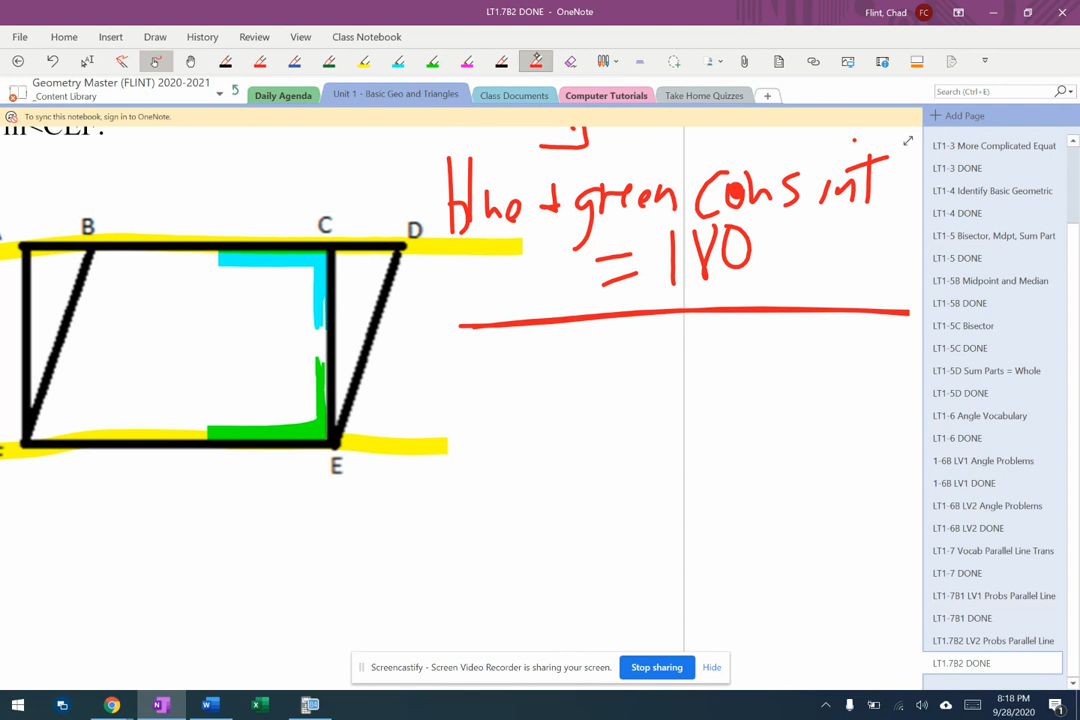 LT1.7B2 DONE - OneNote
Flint, Chad
FC
File Home Insert Draw History Review View Class Notebook
Geometry Master (FLINT) 2020-2021
_Content Library
Daily Agenda
Unit 1 - Basic Geo and Triangles
Class Documents
Computer Tutorials
Take Home Quizzes
Search (Ctrl+E)
To sync this notebook, sign in to OneNote.
Add Page
m<CEF.
Blue + green cons int
= 180
B
C
D
E
LT1-3 More Complicated Equat
LT1-3 DONE
LT1-4 Identify Basic Geometric
LT1-4 DONE
LT1-5 Bisector, Mdpt, Sum Part
LT1-5 DONE
LT1-5B Midpoint and Median
LT1-5B DONE
LT1-5C Bisector
LT1-5C DONE
LT1-5D Sum Parts = Whole
LT1-5D DONE
LT1-6 Angle Vocabulary
LT1-6 DONE
1-6B LV1 Angle Problems
1-6B LV1 DONE
LT1-6B LV2 Angle Problems
LT1-6B LV2 DONE
LT1-7 Vocab Parallel Line Trans
LT1-7 DONE
LT1-7B1 LV1 Probs Parallel Line
LT1-7B1 DONE
LT1.7B2 LV2 Probs Parallel Line
LT1.7B2 DONE
Screencastify - Screen Video Recorder is sharing your screen.
Stop sharing
Hide
8:18 PM
9/28/2020